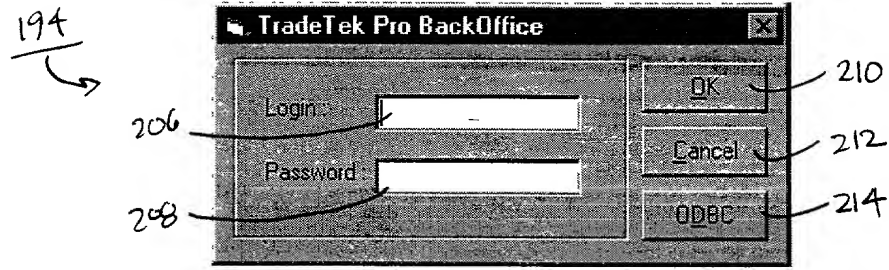 194
TradeTek Pro BackOffice
Login :
206
OK
210
Password :
208
Cancel
212
ODBC
214